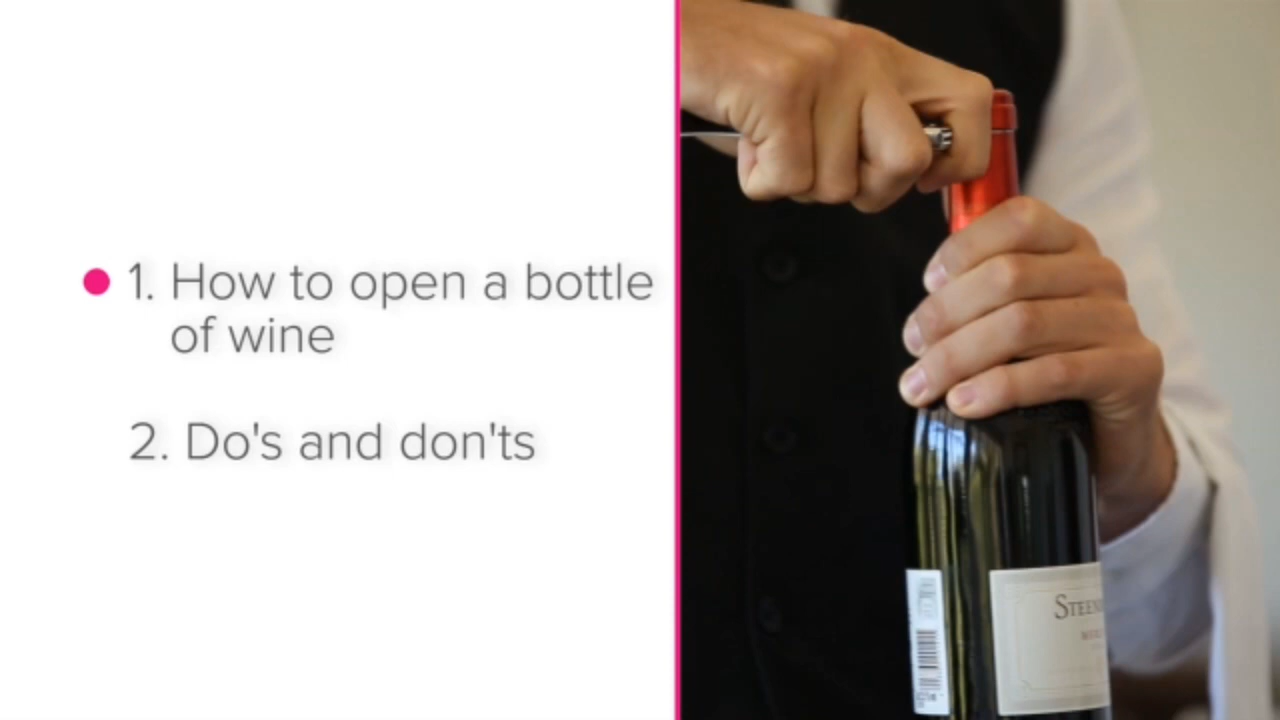 1. How to open a bottle
of wine
2. Do's and don'ts